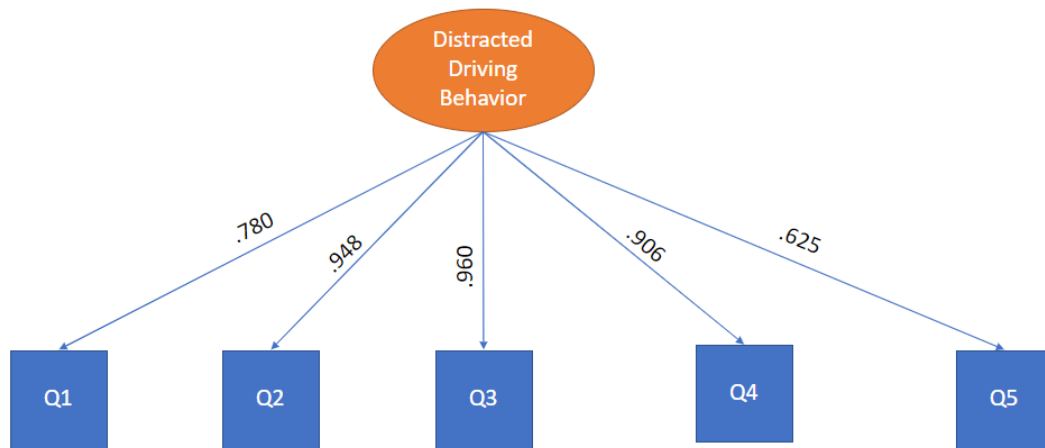 Distracted
Driving
Behavior
.780
.948
.960
.906
.625
Q1
Q2
Q3
Q4
Q5